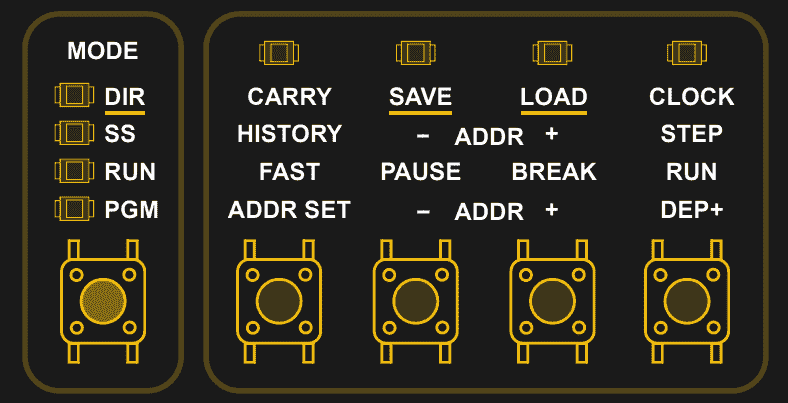 MODE
DIR CARRY SAVE LOAD CLOCK
SS HISTORY − ADDR + STEP
RUN FAST PAUSE BREAK RUN
PGM ADDR SET − ADDR + DEP+